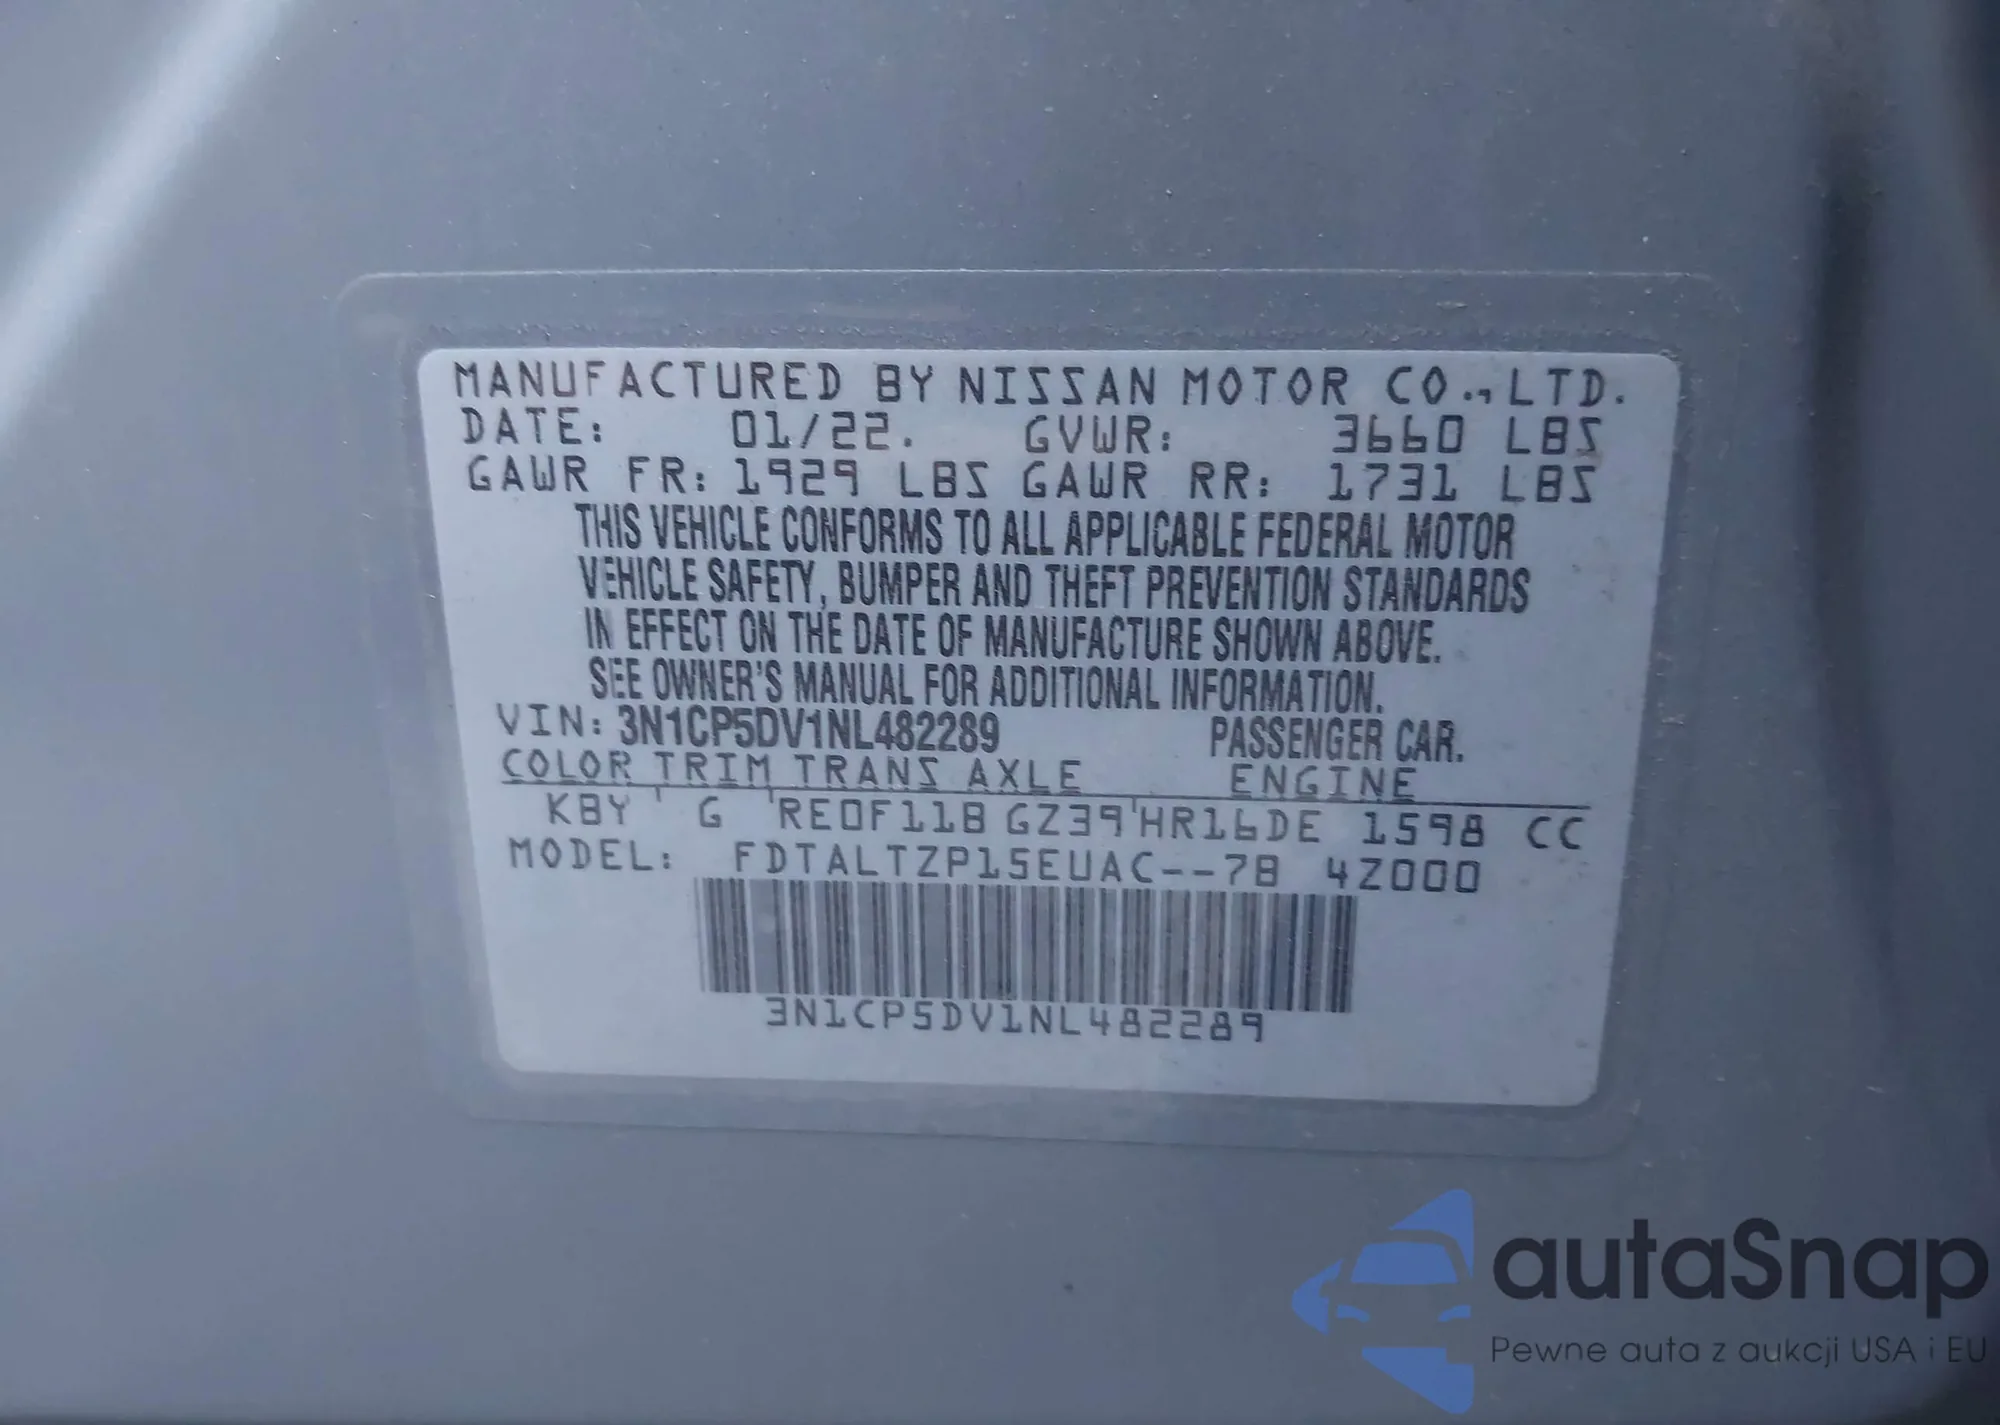 MANUFACTURED BY NISSAN MOTOR CO., LTD.
DATE: 01/22. GVWR: 3660 LBS
GAWR FR: 1929 LBS GAWR RR: 1731 LBS
THIS VEHICLE CONFORMS TO ALL APPLICABLE FEDERAL MOTOR
VEHICLE SAFETY, BUMPER AND THEFT PREVENTION STANDARDS
IN EFFECT ON THE DATE OF MANUFACTURE SHOWN ABOVE.
SEE OWNER'S MANUAL FOR ADDITIONAL INFORMATION.
VIN: 3N1CP5DV1NL482289 PASSENGER CAR.
COLOR TRIM TRANS AXLE ENGINE
KBY G RE0F11B GZ39 HR16DE 1598 CC
MODEL: FDTALTZP15EUAC--7B 4Z000
3N1CP5DV1NL482289
autaSnap
Pewne auta z aukcji USA i EU